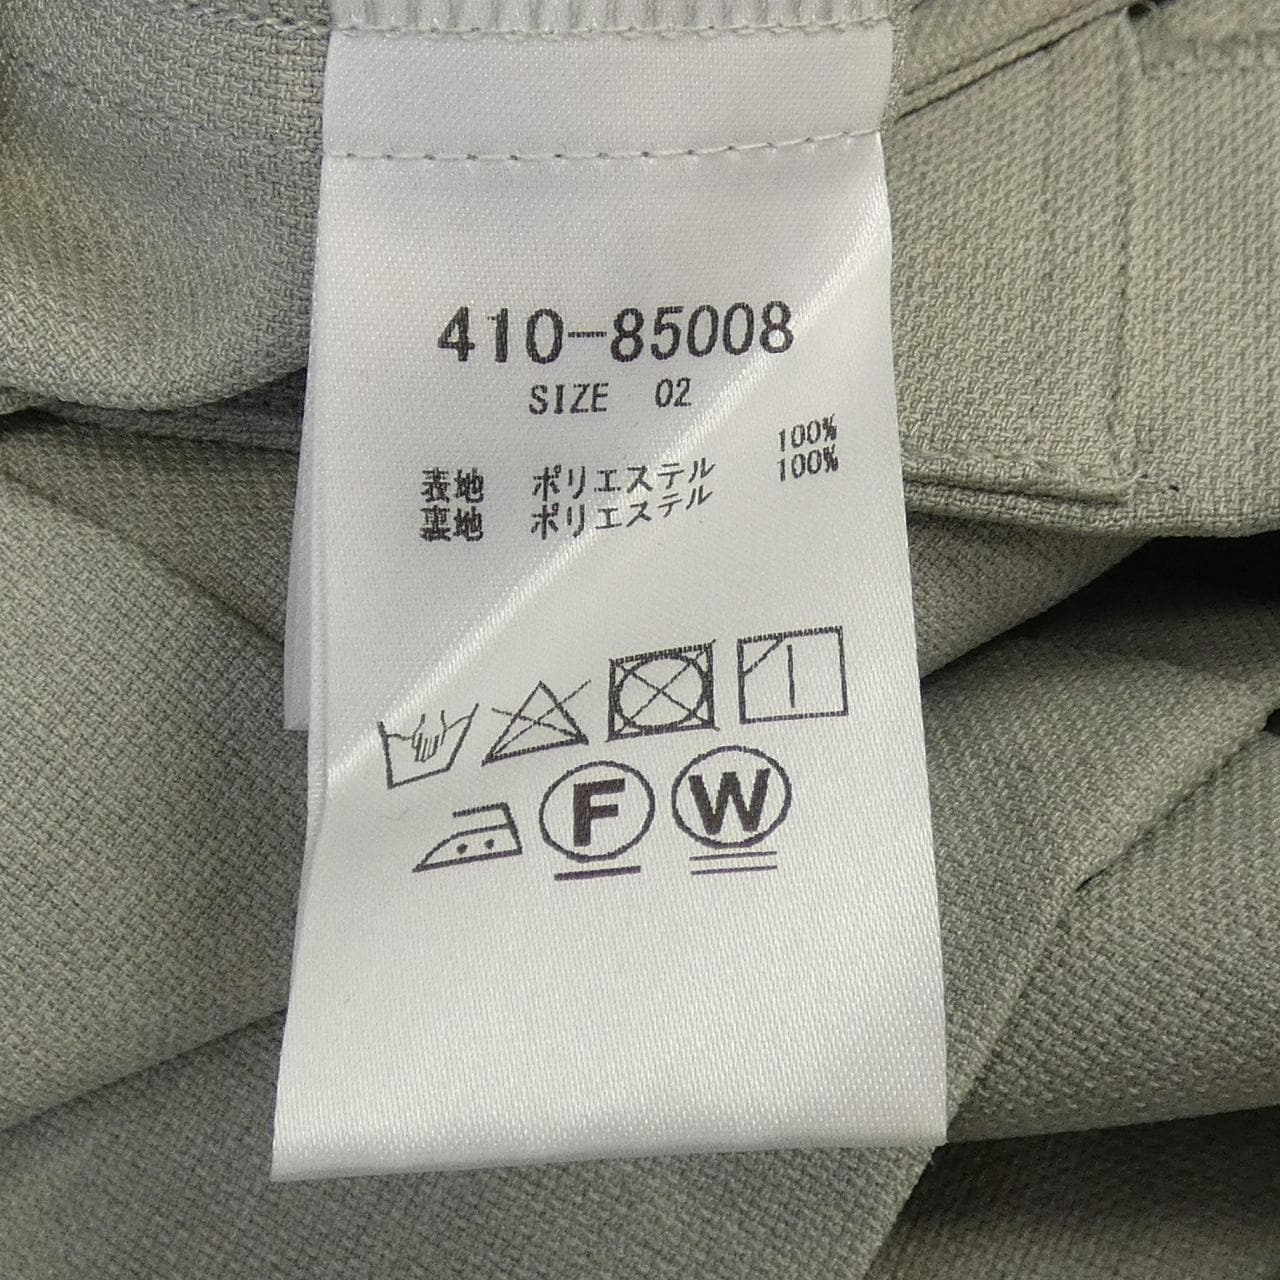 410-85008
SIZE 02
表地 ポリエステル 100%
裏地 ポリエステル 100%
F W